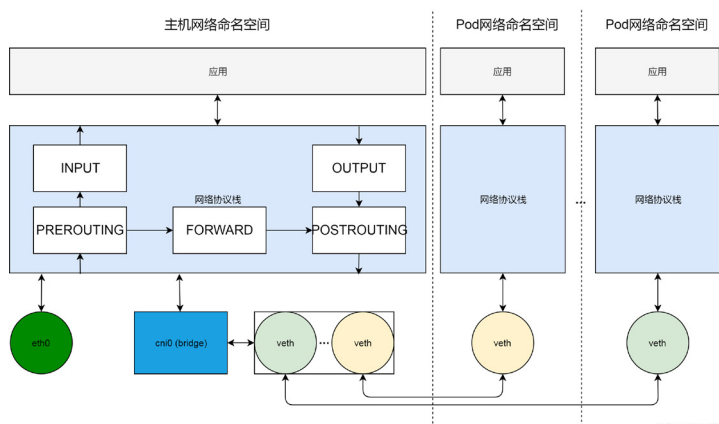 主机网络命名空间
Pod网络命名空间
Pod网络命名空间
应用
应用
应用
INPUT
OUTPUT
网络协议栈
网络协议栈
...
网络协议栈
PREROUTING
FORWARD
POSTROUTING
eth0
cni0 (bridge)
veth
...
veth
veth
veth